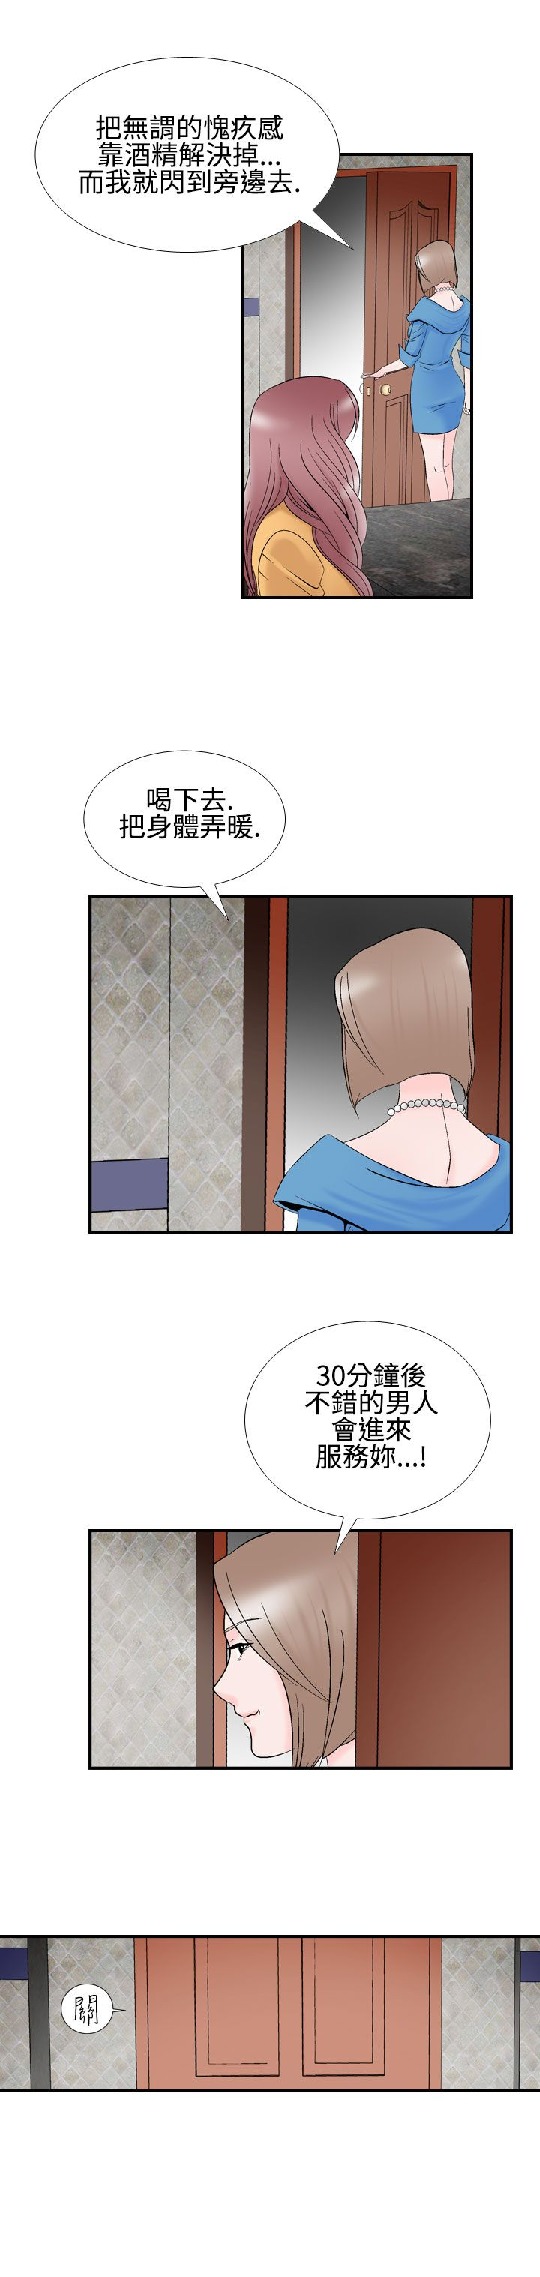 把無謂的愧疚感
靠酒精解決掉...
而我就閃到旁邊去.
喝下去.
把身體弄暖.
30分鐘後
不錯的男人
會進來
服務妳...!
關